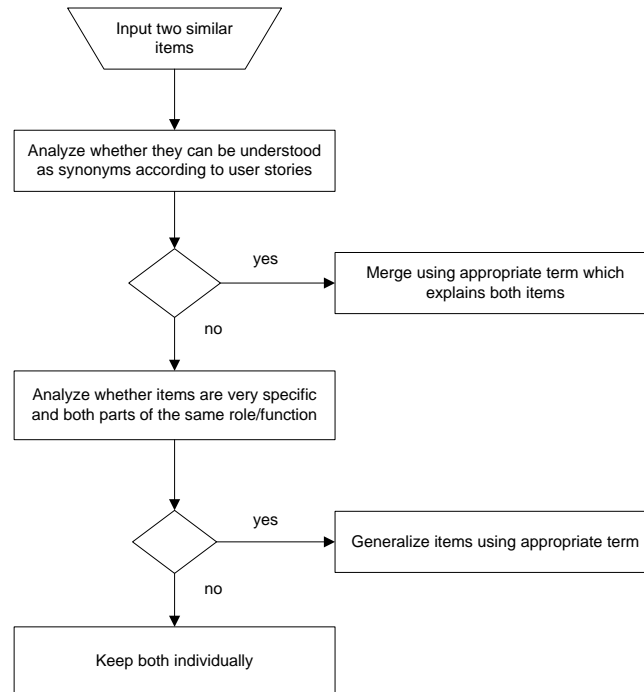 Input two similar
items
Analyze whether they can be understood
as synonyms according to user stories
yes
Merge using appropriate term which
explains both items
no
Analyze whether items are very specific
and both parts of the same role/function
yes
Generalize items using appropriate term
no
Keep both individually